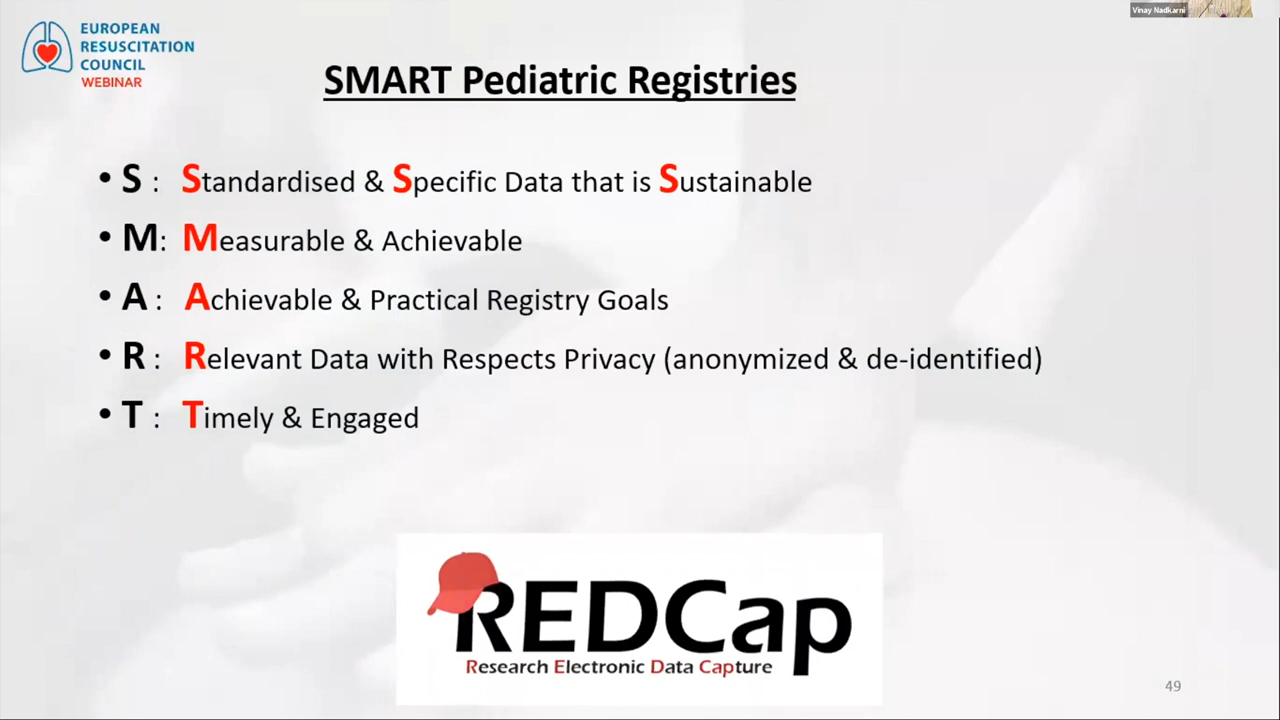 Vinay Nadkarni
EUROPEAN
RESUSCITATION
COUNCIL
WEBINAR
SMART Pediatric Registries
• S : Standardised & Specific Data that is Sustainable
• M: Measurable & Achievable
• A : Achievable & Practical Registry Goals
• R : Relevant Data with Respects Privacy (anonymized & de-identified)
• T : Timely & Engaged
REDCap
Research Electronic Data Capture
49